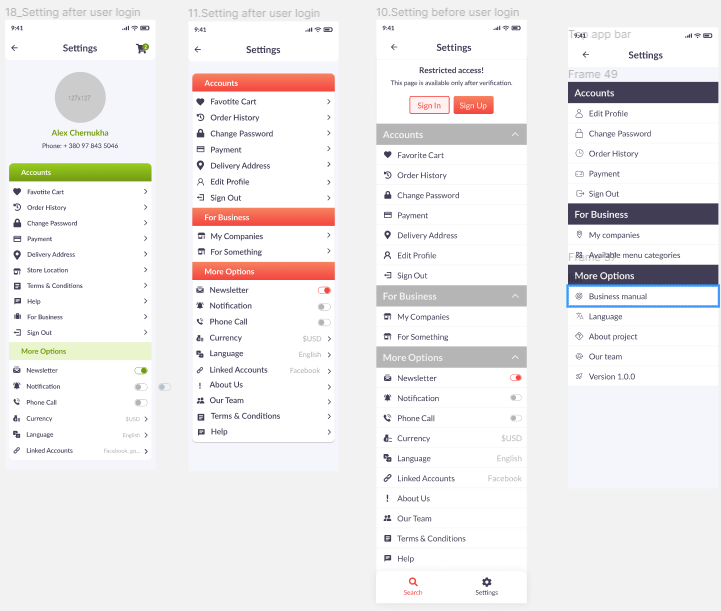 18_Setting after user login
9:41
Settings
2
127x127
Alex Chernukha
Phone: + 380 97 843 5046
Accounts
Favotite Cart
Order History
Change Password
Payment
Delivery Address
Store Location
Terms & Conditions
Help
For Business
Sign Out
More Options
Newsletter
Notification
Phone Call
Currency $USD
Language English
Linked Accounts Facebook, go...
11.Setting after user login
9:41
Settings
Accounts
Favotite Cart
Order History
Change Password
Payment
Delivery Address
Edit Profile
Sign Out
For Business
My Companies
For Something
More Options
Newsletter
Notification
Phone Call
Currency $USD
Language English
Linked Accounts Facebook
About Us
Our Team
Terms & Conditions
Help
10.Setting before user login
9:41
Settings
Restricted access!
This page is available only after verification.
Sign In Sign Up
Accounts
Favorite Cart
Order History
Change Password
Payment
Delivery Address
Edit Profile
Sign Out
For Business
My Companies
For Something
More Options
Newsletter
Notification
Phone Call
Currency $USD
Language English
Linked Accounts Facebook
About Us
Our Team
Terms & Conditions
Help
Search Settings
Top app bar
9:41
Settings
Frame 49
Accounts
Edit Profile
Change Password
Order History
Payment
Sign Out
For Business
My companies
Available menu categories
More Options
Business manual
Language
About project
Our team
Version 1.0.0